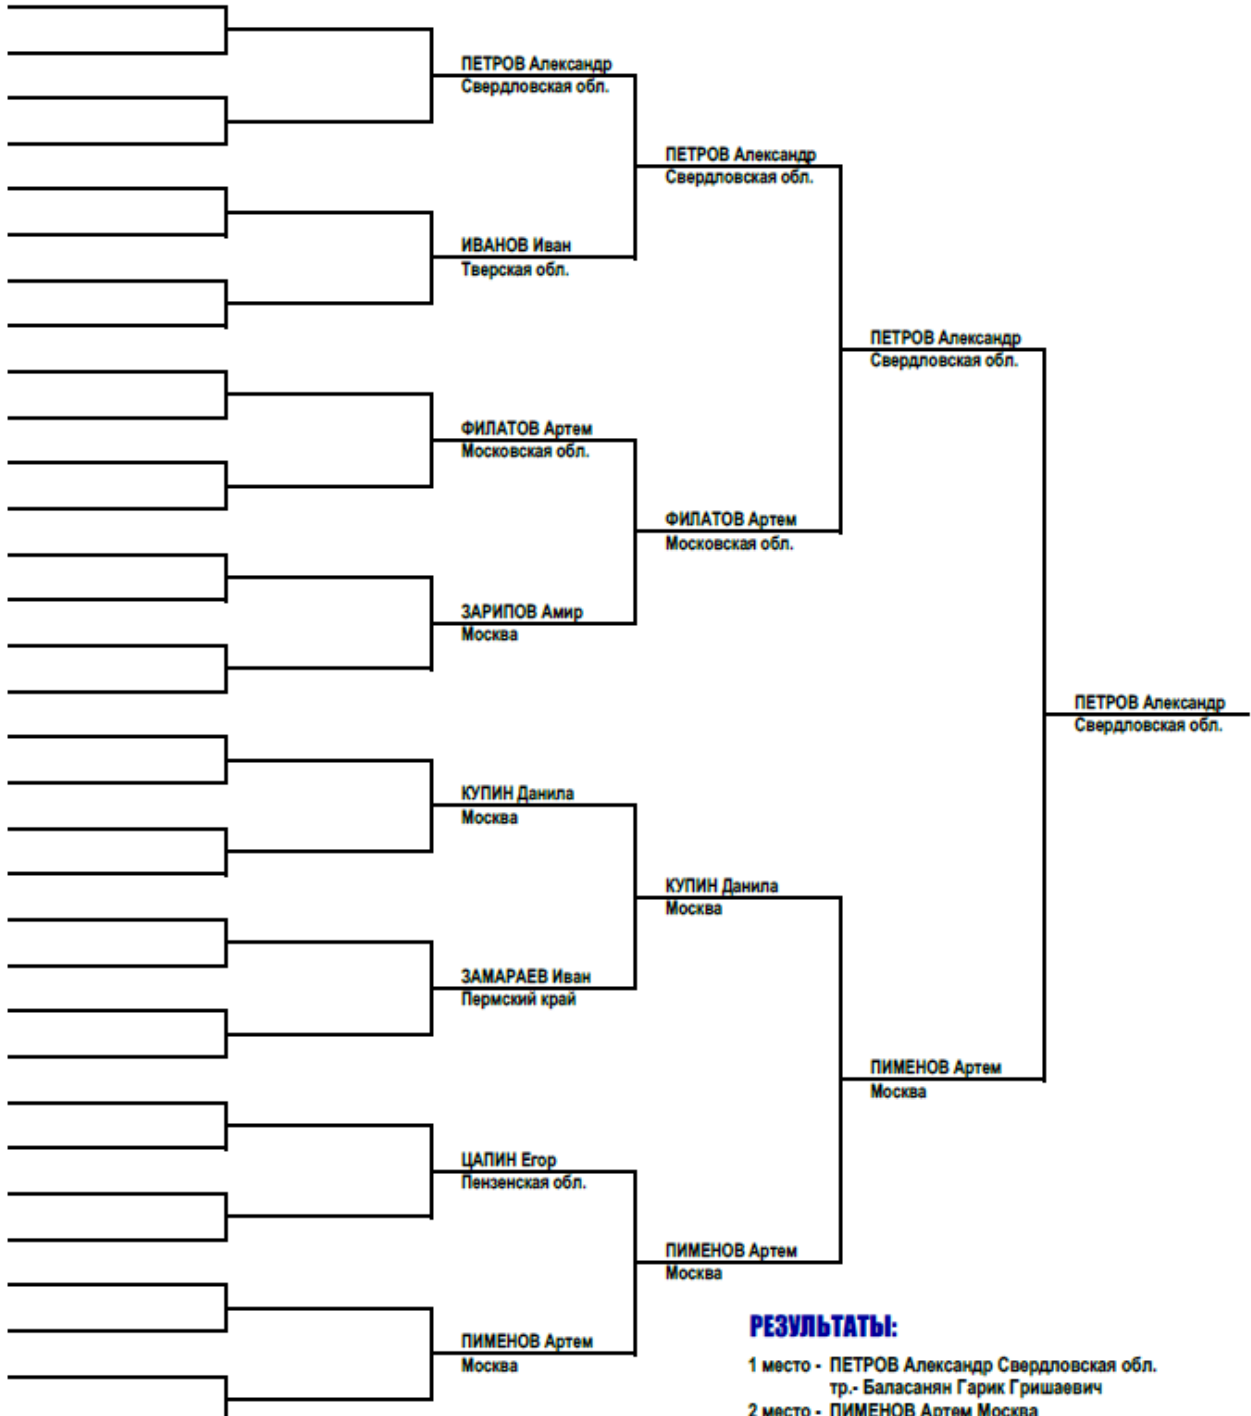 ПЕТРОВ Александр
Свердловская обл.
ПЕТРОВ Александр
Свердловская обл.
ИВАНОВ Иван
Тверская обл.
ПЕТРОВ Александр
Свердловская обл.
ФИЛАТОВ Артем
Московская обл.
ФИЛАТОВ Артем
Московская обл.
ЗАРИПОВ Амир
Москва
ПЕТРОВ Александр
Свердловская обл.
КУПИН Данила
Москва
КУПИН Данила
Москва
ЗАМАРАЕВ Иван
Пермский край
ПИМЕНОВ Артем
Москва
ЦАПИН Егор
Пензенская обл.
ПИМЕНОВ Артем
Москва
ПИМЕНОВ Артем
Москва
РЕЗУЛЬТАТЫ:
1 место - ПЕТРОВ Александр Свердловская обл.
тр.- Баласанян Гарик Гришаевич
2 место - ПИМЕНОВ Артем Москва